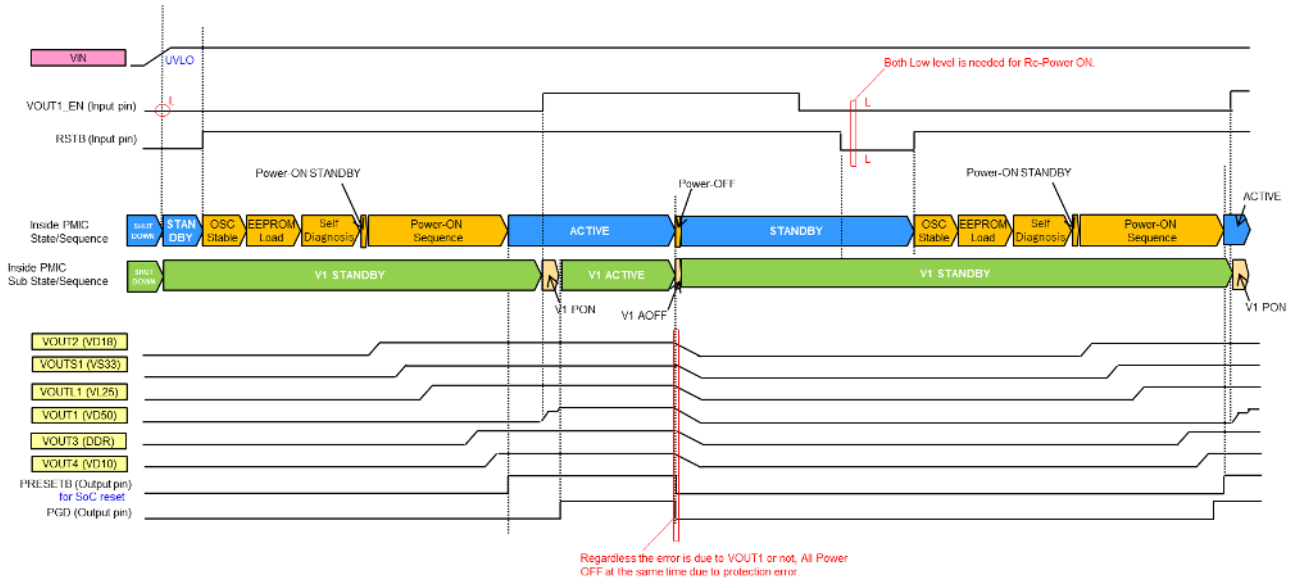 VIN
UVLO
Both Low level is needed for Re-Power ON.
VOUT1_EN (Input pin)
L
L
RSTB (Input pin)
L
Power-ON STANDBY
Power-OFF
Power-ON STANDBY
ACTIVE
Inside PMIC
State/Sequence
SHUT
DOWN
STAN
DBY
OSC
Stable
EEPROM
Load
Self
Diagnosis
Power-ON
Sequence
ACTIVE
STANDBY
OSC
Stable
EEPROM
Load
Self
Diagnosis
Power-ON
Sequence
Inside PMIC
Sub State/Sequence
SHUT
DOWN
V1 STANDBY
V1 ACTIVE
V1 STANDBY
V1 PON
V1 AOFF
V1 PON
VOUT2 (VD18)
VOUTS1 (VS33)
VOUTL1 (VL25)
VOUT1 (VD50)
VOUT3 (DDR)
VOUT4 (VD10)
PRESETB (Output pin)
for SoC reset
PGD (Output pin)
Regardless the error is due to VOUT1 or not, All Power
OFF at the same time due to protection error.